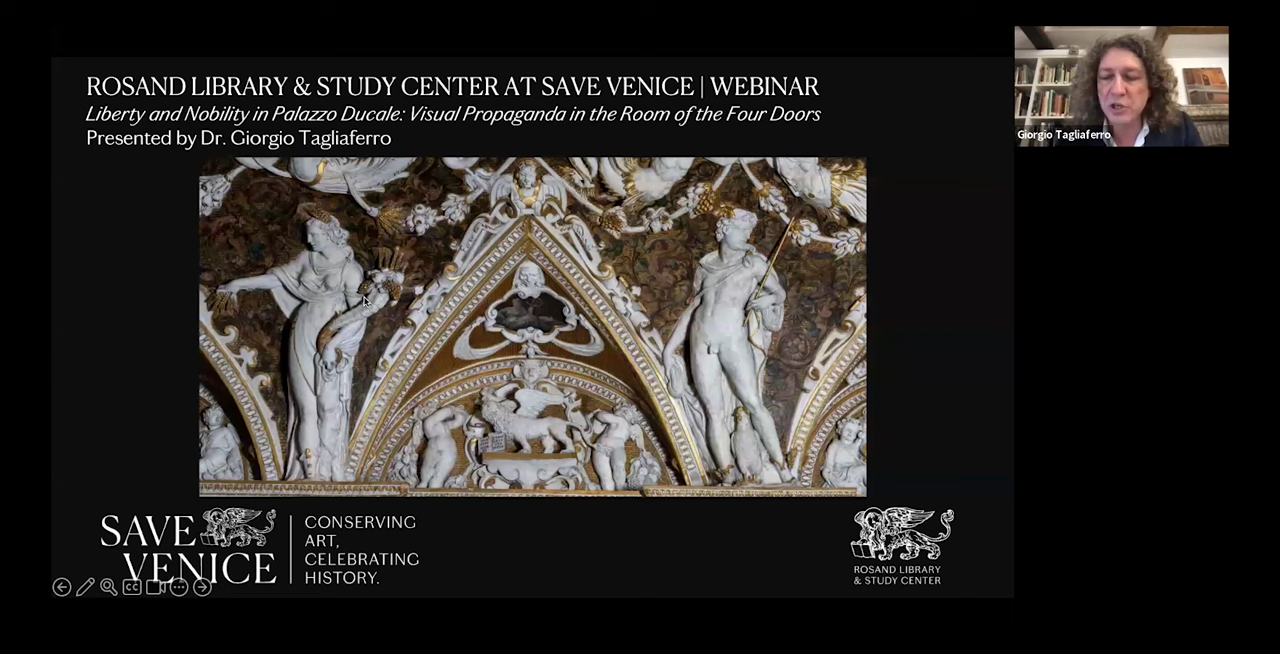 ROSAND LIBRARY & STUDY CENTER AT SAVE VENICE | WEBINAR
Liberty and Nobility in Palazzo Ducale: Visual Propaganda in the Room of the Four Doors
Presented by Dr. Giorgio Tagliaferro
Giorgio Tagliaferro
SAVE
VENICE
CONSERVING
ART,
CELEBRATING
HISTORY.
ROSAND LIBRARY
& STUDY CENTER
CC